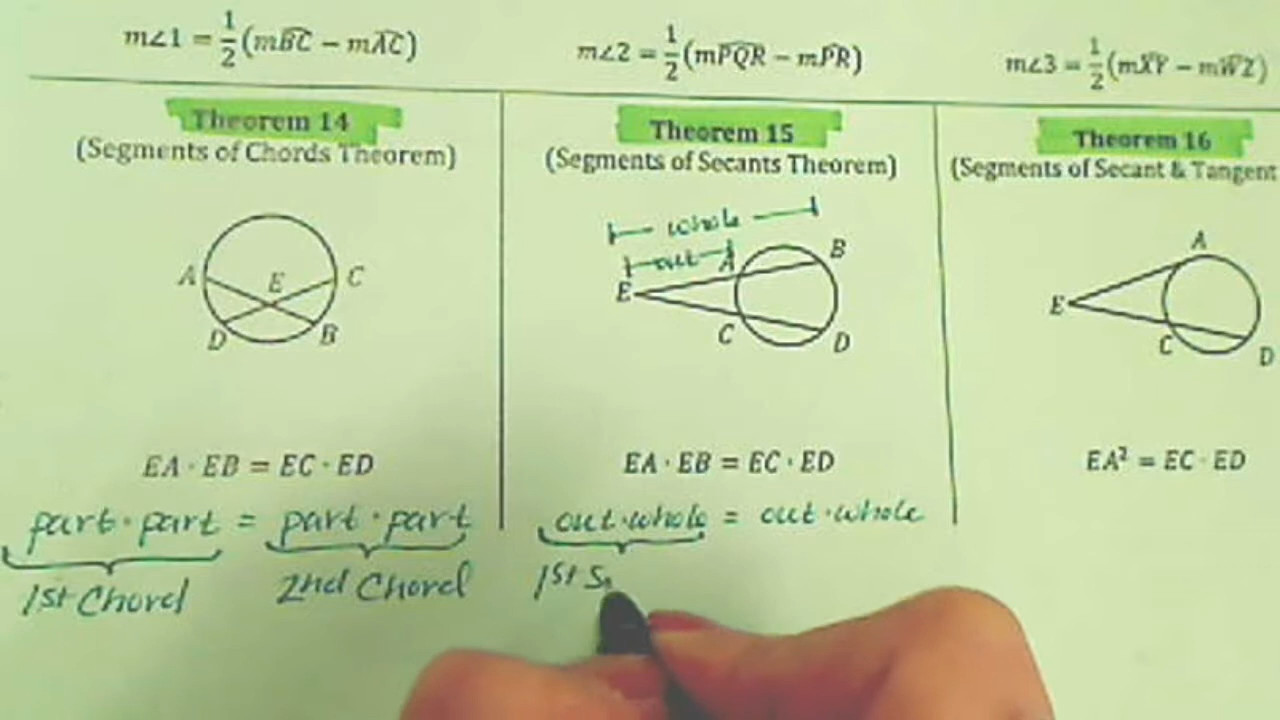 m∠1 = 1/2(mBC − mAC)
m∠2 = 1/2(mPQR − mPR)
m∠3 = 1/2(mXY − mWZ)
Theorem 14
(Segments of Chords Theorem)
A
E
C
D
B
EA · EB = EC · ED
part · part = part · part
1st Chord
2nd Chord
Theorem 15
(Segments of Secants Theorem)
whole
out
A
B
E
C
D
EA · EB = EC · ED
out · whole = out · whole
1st S
Theorem 16
(Segments of Secant & Tangent
A
E
C
D
EA² = EC · ED